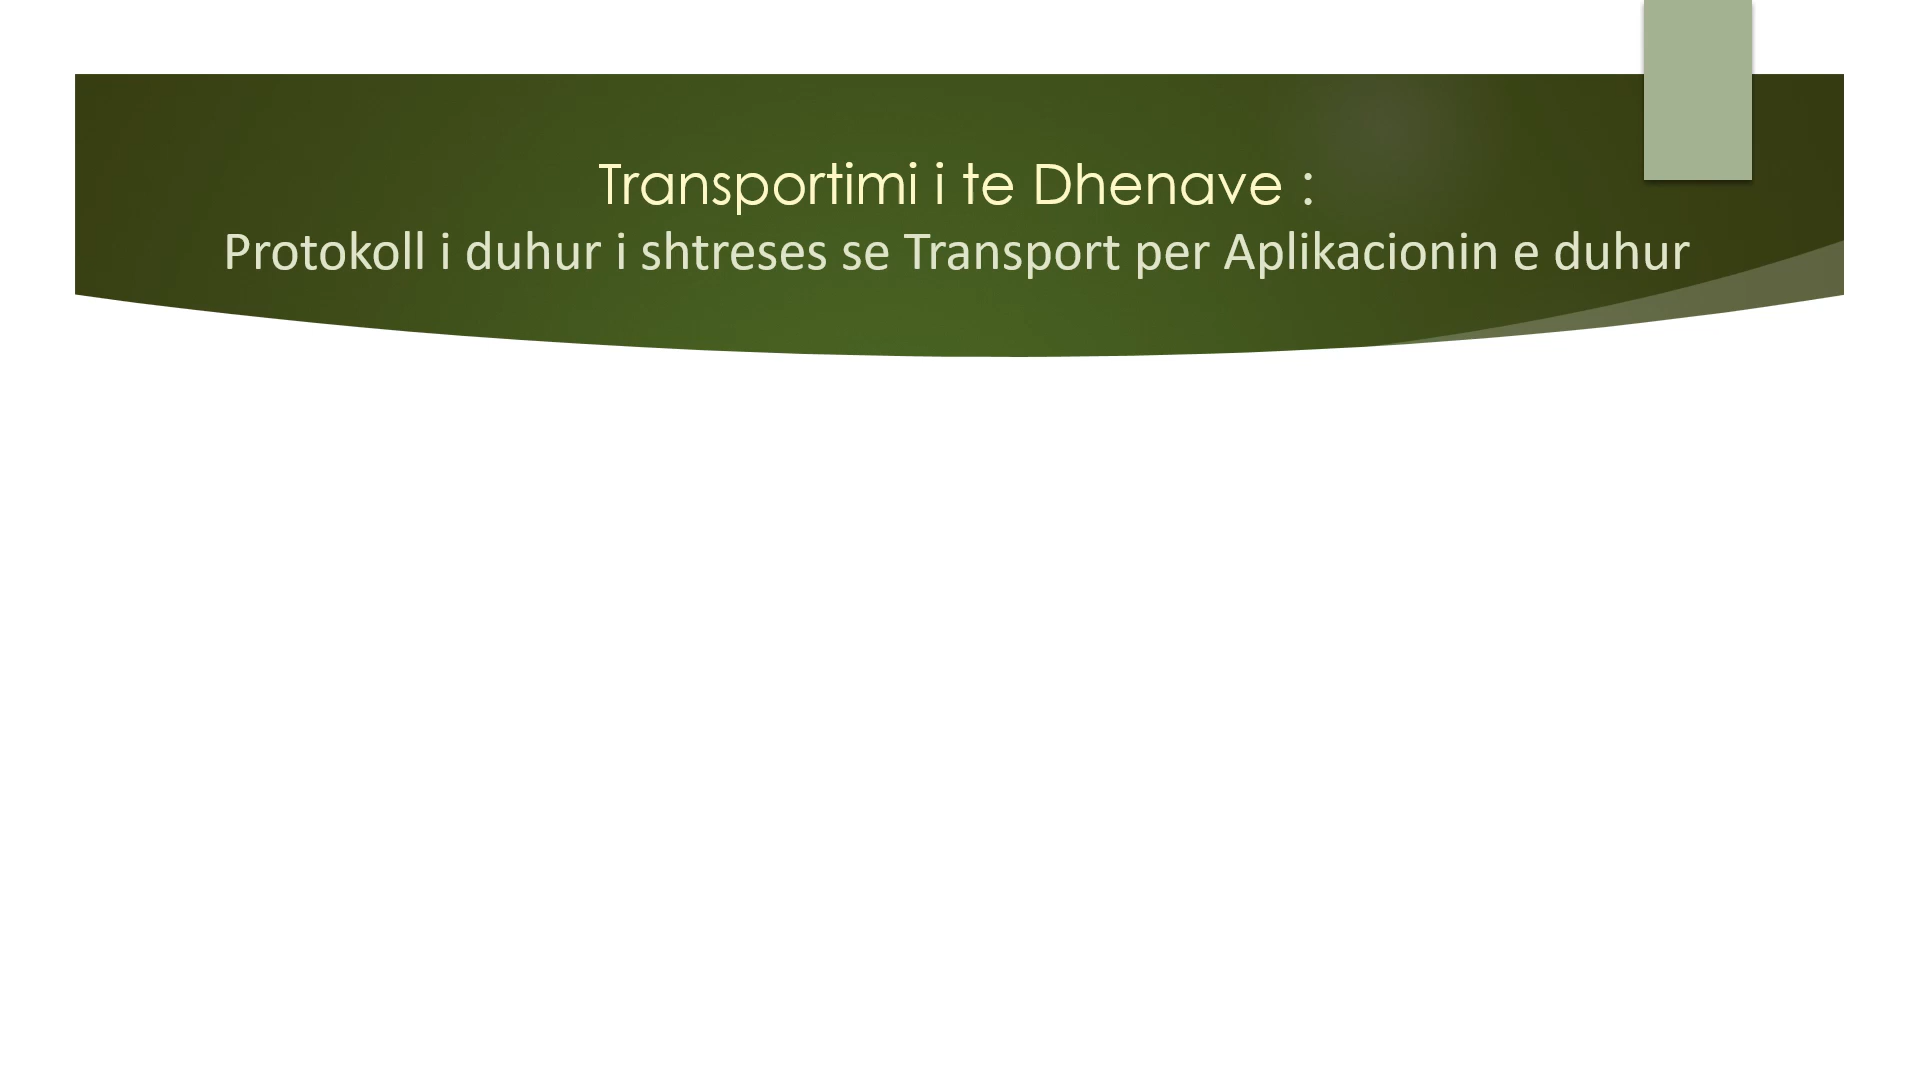 Transportimi i te Dhenave :
Protokoll i duhur i shtreses se Transport per Aplikacionin e duhur